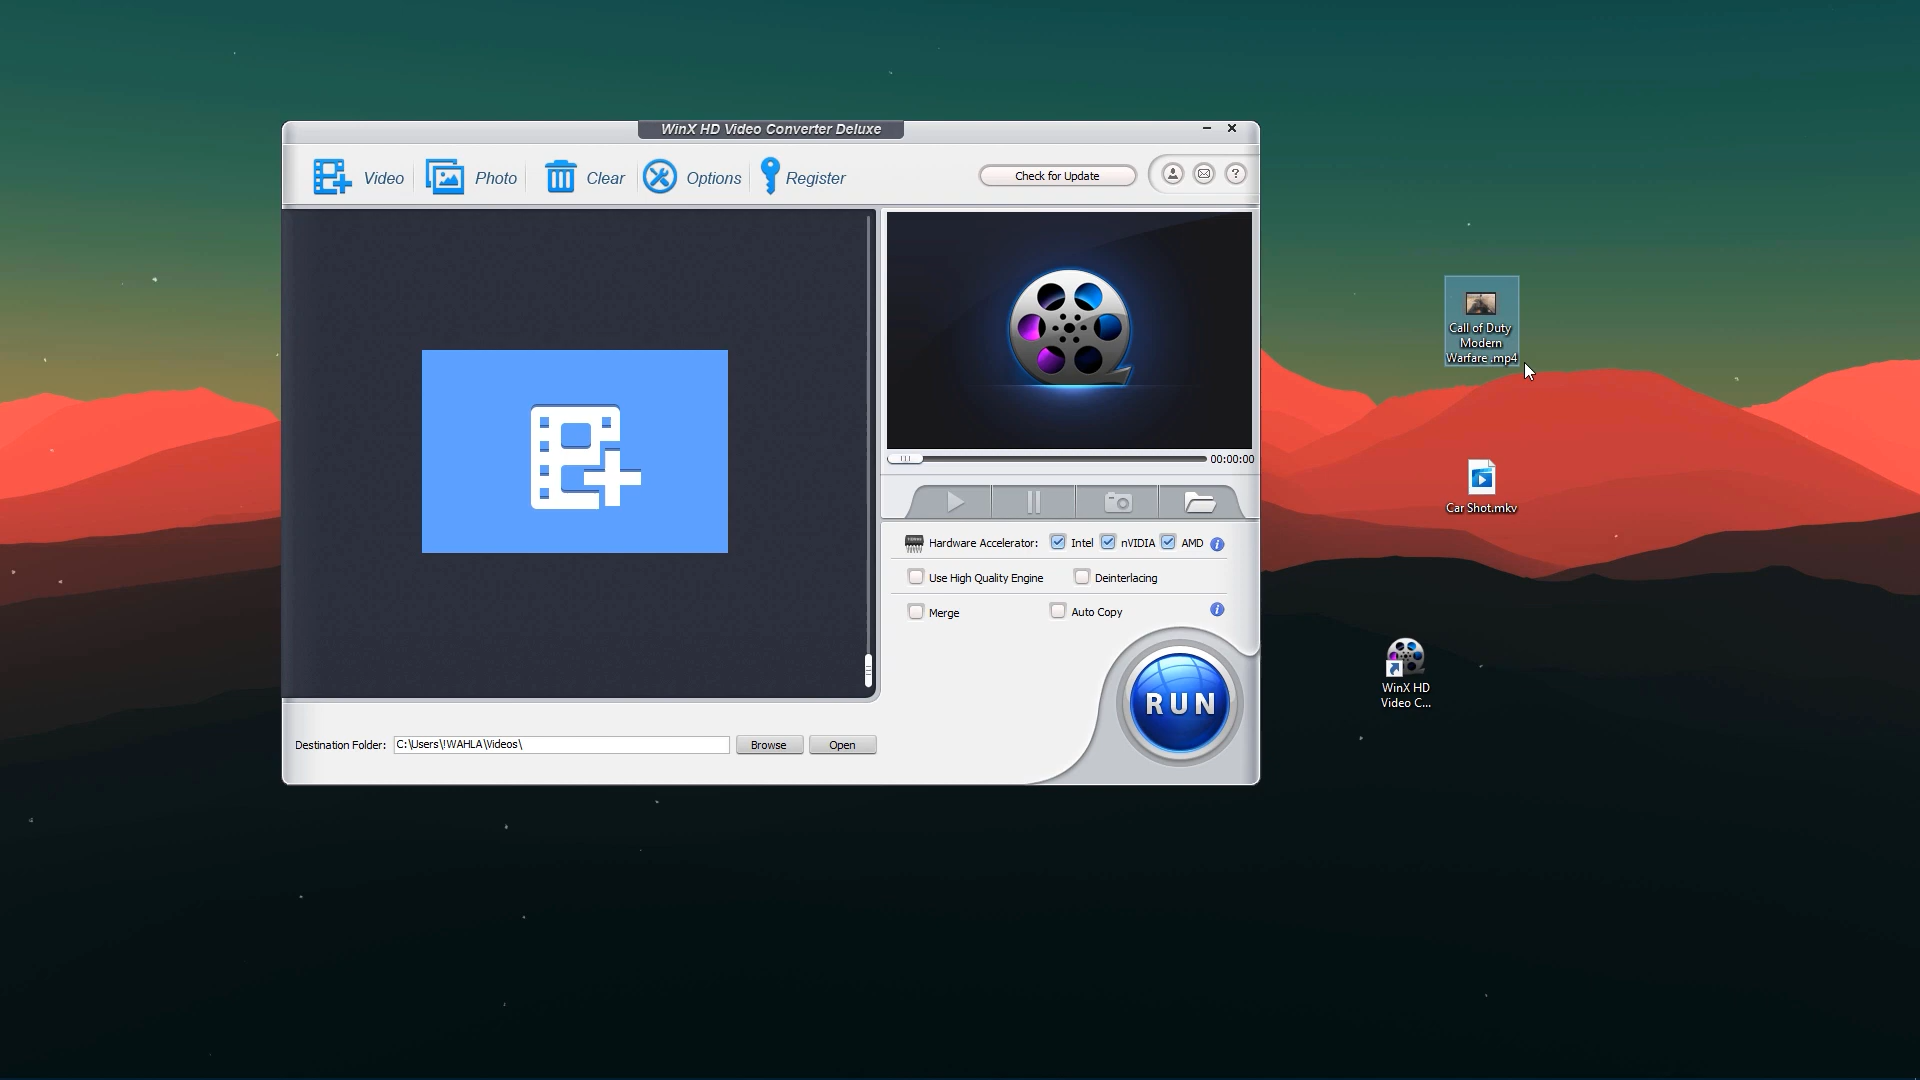 WinX HD Video Converter Deluxe
Video
Photo
Clear
Options
Register
Check for Update
?
00:00:00
Hardware Accelerator:
Intel
nVIDIA
AMD
i
Use High Quality Engine
Deinterlacing
Merge
Auto Copy
i
RUN
Destination Folder:
C:\Users\!WAHLA\Videos\
Browse
Open
Call of Duty
Modern
Warfare .mp4
Car Shot.mkv
WinX HD
Video C...